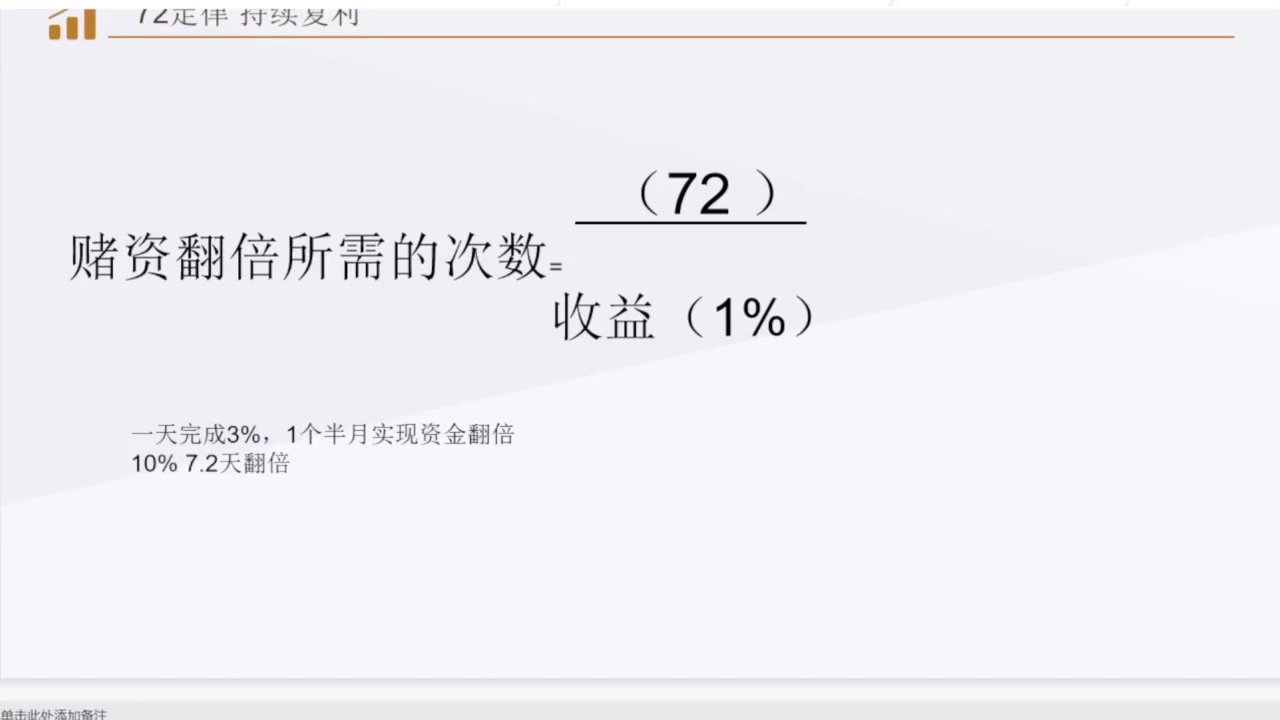 72定律 持续复利
（72 ）
赌资翻倍所需的次数=
收益（1%）
一天完成3%，1个半月实现资金翻倍
10% 7.2天翻倍
单击此处添加备注